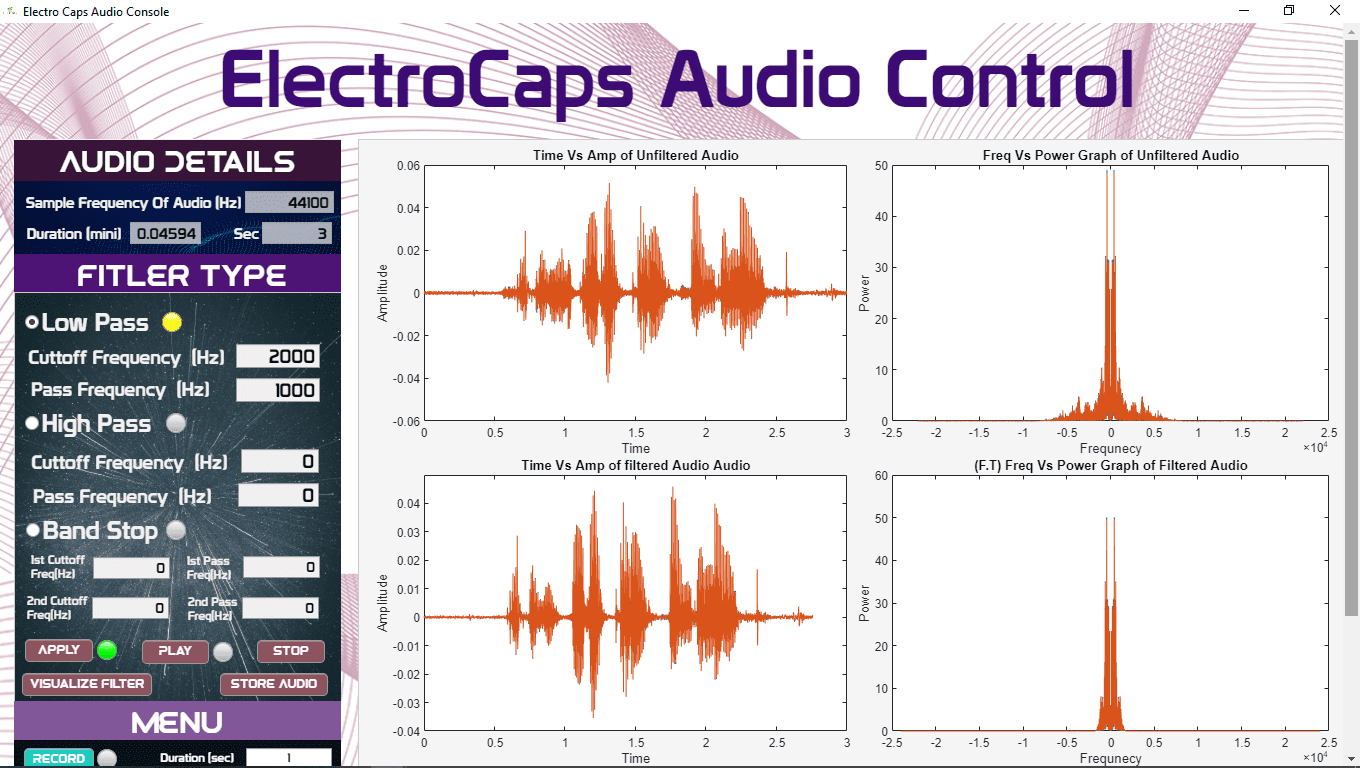 Electro Caps Audio Console
ElectroCaps Audio Control
AUDIO DETAILS
Sample Frequency Of Audio (Hz) 44100
Duration (mini) 0.04594 Sec 3
FITLER TYPE
Low Pass
Cuttoff Frequency (Hz) 2000
Pass Frequency (Hz) 1000
High Pass
Cuttoff Frequency (Hz) 0
Pass Frequency (Hz) 0
Band Stop
1st Cuttoff Freq(Hz) 0 1st Pass Freq(Hz) 0
2nd Cuttoff Freq(Hz) 0 2nd Pass Freq(Hz) 0
APPLY PLAY STOP
VISUALIZE FILTER STORE AUDIO
MENU
RECORD Duration (sec) 1
Time Vs Amp of Unfiltered Audio
Amplitude
0.06
0.04
0.02
0
-0.02
-0.04
-0.06
0 0.5 1 1.5 2 2.5 3
Time
Freq Vs Power Graph of Unfiltered Audio
Power
50
40
30
20
10
0
-2.5 -2 -1.5 -1 -0.5 0 0.5 1 1.5 2 2.5
×10⁴
Frequnecy
Time Vs Amp of filtered Audio Audio
Amplitude
0.04
0.03
0.02
0.01
0
-0.01
-0.02
-0.03
-0.04
0 0.5 1 1.5 2 2.5 3
Time
(F.T) Freq Vs Power Graph of Filtered Audio
Power
60
50
40
30
20
10
0
-2.5 -2 -1.5 -1 -0.5 0 0.5 1 1.5 2 2.5
×10⁴
Frequnecy